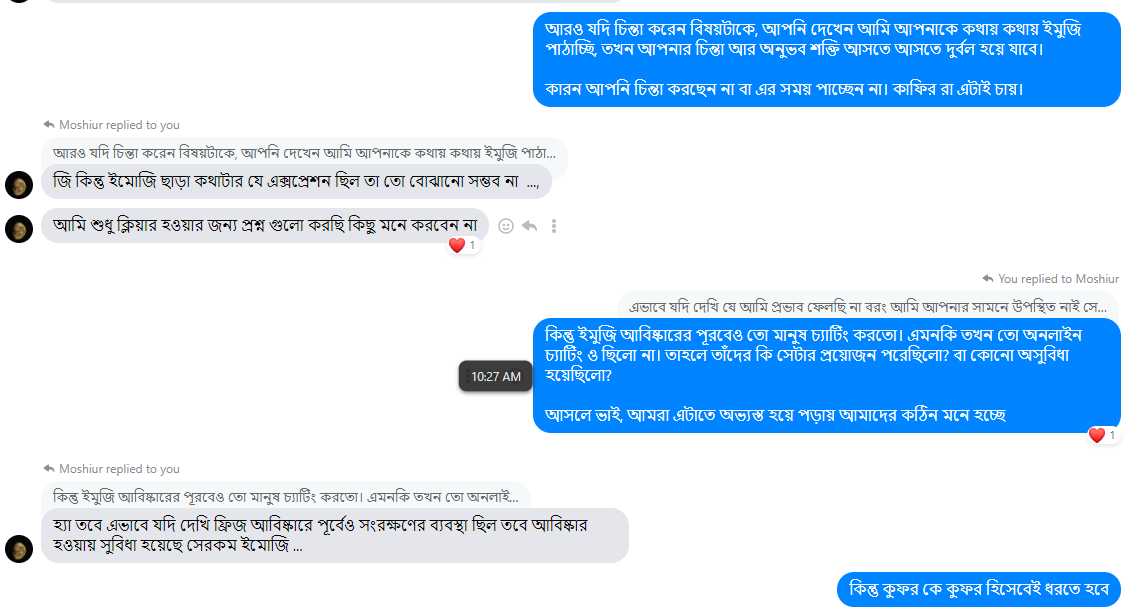 আরও যদি চিন্তা করেন বিষয়টাকে, আপনি দেখেন আমি আপনাকে কথায় কথায় ইমুজি
পাঠাচ্ছি, তখন আপনার চিন্তা আর অনুভব শক্তি আসতে আসতে দুর্বল হয়ে যাবে।
কারন আপনি চিন্তা করছেন না বা এর সময় পাচ্ছেন না। কাফির রা এটাই চায়।
Moshiur replied to you
আরও যদি চিন্তা করেন বিষয়টাকে, আপনি দেখেন আমি আপনাকে কথায় কথায় ইমুজি পাঠা...
জি কিন্তু ইমোজি ছাড়া কথাটার যে এক্সপ্রেশন ছিল তা তো বোঝানো সম্ভব না ...,
আমি শুধু ক্লিয়ার হওয়ার জন্য প্রশ্ন গুলো করছি কিছু মনে করবেন না
1
You replied to Moshiur
এভাবে যদি দেখি যে আমি প্রভাব ফেলছি না বরং আমি আপনার সামনে উপস্থিত নাই সে...
কিন্তু ইমুজি আবিষ্কারের পূরবেও তো মানুষ চ্যাটিং করতো। এমনকি তখন তো অনলাইন
চ্যাটিং ও ছিলো না। তাহলে তাঁদের কি সেটার প্রয়োজন পরেছিলো? বা কোনো অসুবিধা
হয়েছিলো?
10:27 AM
আসলে ভাই, আমরা এটাতে অভ্যস্ত হয়ে পড়ায় আমাদের কঠিন মনে হচ্ছে
1
Moshiur replied to you
কিন্তু ইমুজি আবিষ্কারের পূরবেও তো মানুষ চ্যাটিং করতো। এমনকি তখন তো অনলাই...
হ্যা তবে এভাবে যদি দেখি ফ্রিজ আবিষ্কারে পূর্বেও সংরক্ষণের ব্যবস্থা ছিল তবে আবিষ্কার
হওয়ায় সুবিধা হয়েছে সেরকম ইমোজি ...
কিন্তু কুফর কে কুফর হিসেবেই ধরতে হবে